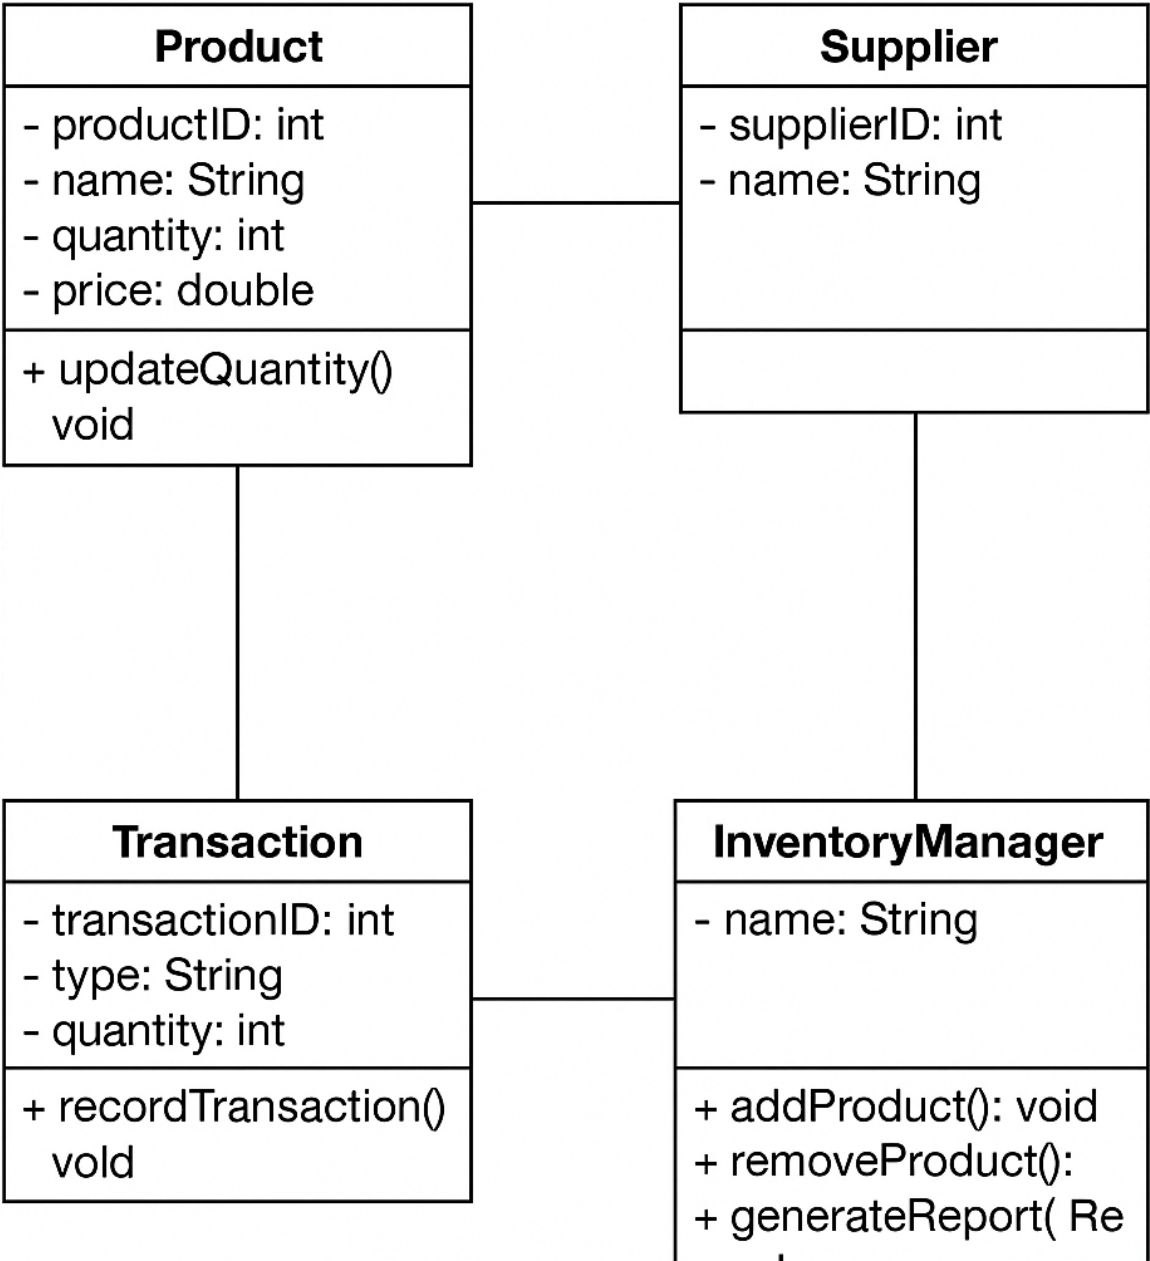 Product
- productID: int
- name: String
- quantity: int
- price: double
+ updateQuantity()
void
Supplier
- supplierID: int
- name: String
Transaction
- transactionID: int
- type: String
- quantity: int
+ recordTransaction()
vold
InventoryManager
- name: String
+ addProduct(): void
+ removeProduct():
+ generateReport( Re